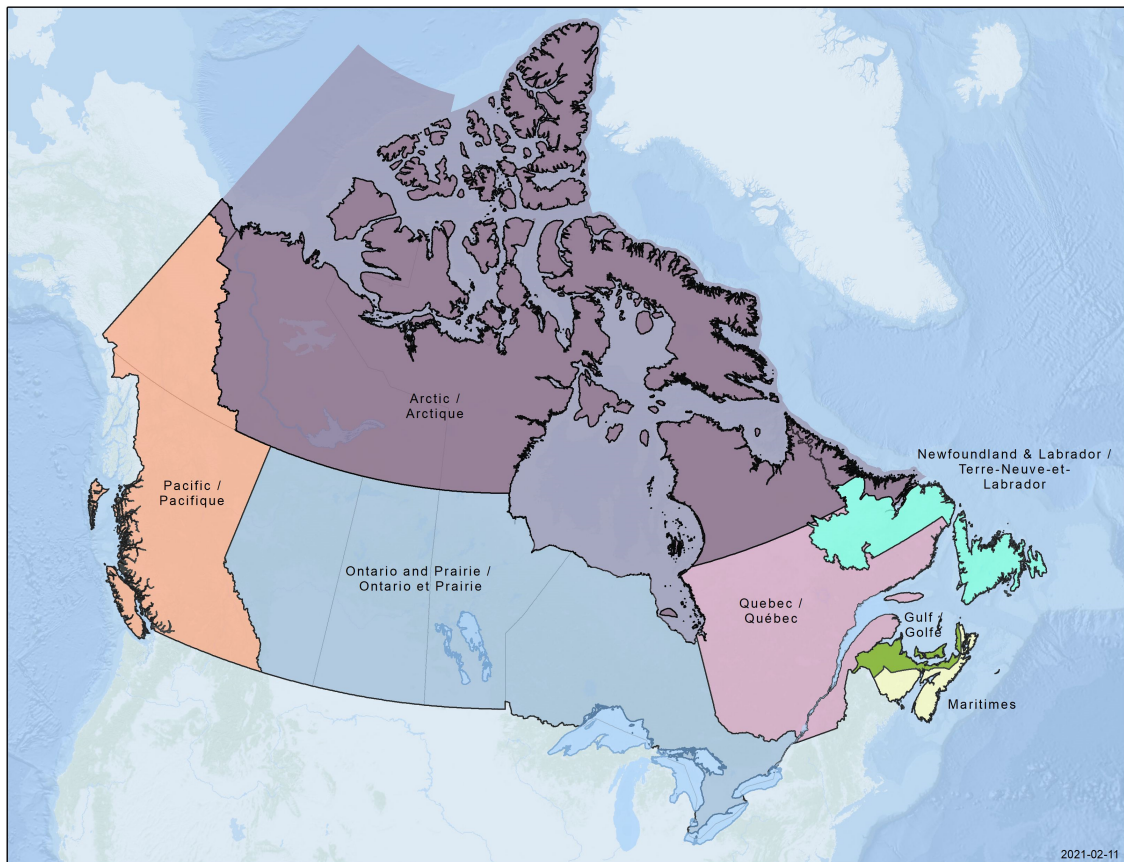 Arctic /
Arctique
Newfoundland & Labrador /
Terre-Neuve-et-
Labrador
Pacific /
Pacifique
Ontario and Prairie /
Ontario et Prairie
Quebec /
Québec
Gulf /
Golfe
Maritimes
2021-02-11